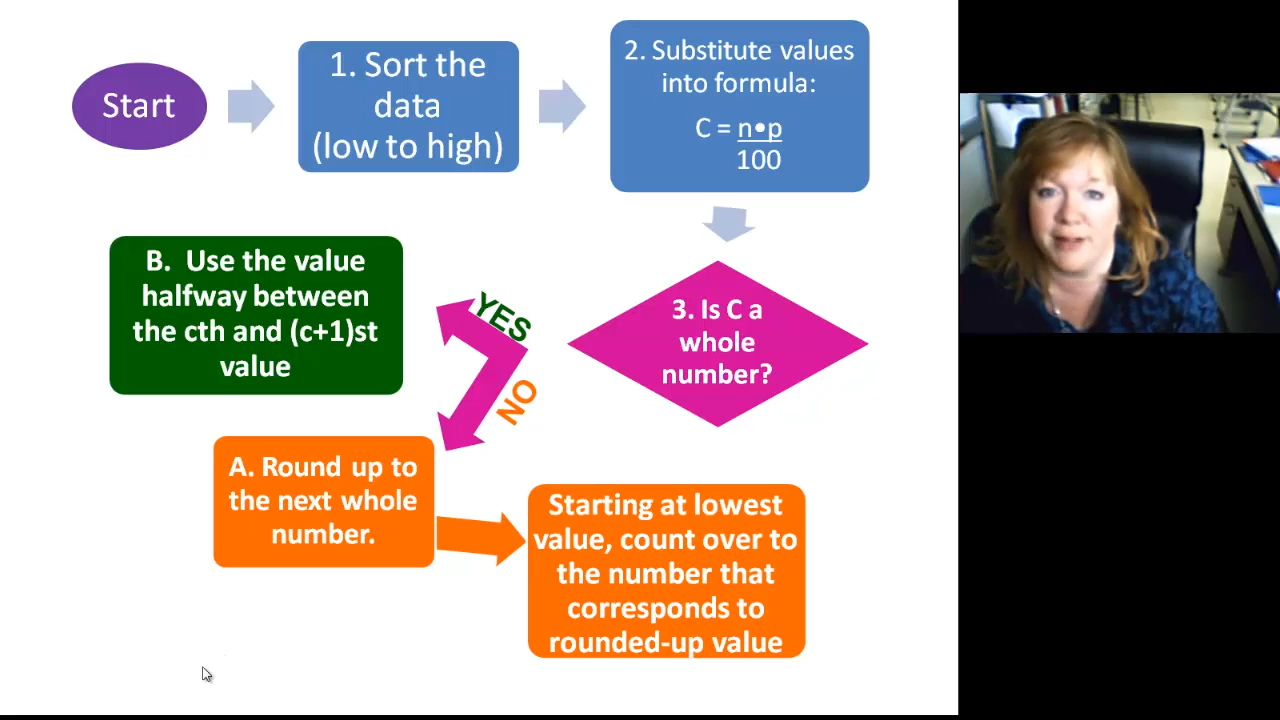 Start
1. Sort the
data
(low to high)
2. Substitute values
into formula:
C = n•p
100
3. Is C a
whole
number?
YES
NO
B. Use the value
halfway between
the cth and (c+1)st
value
A. Round up to
the next whole
number.
Starting at lowest
value, count over to
the number that
corresponds to
rounded-up value